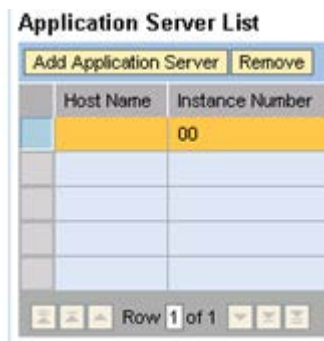 Application Server List
Add Application Server Remove
Host Name Instance Number
00
Row 1 of 1